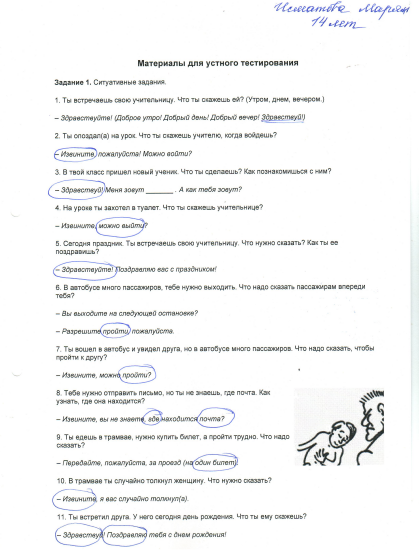 Исматова Марям
14 лет
Материалы для устного тестирования
Задание 1. Ситуативные задания.
1. Ты встречаешь свою учительницу. Что ты скажешь ей? (Утром, днем, вечером.)
– Здравствуйте! (Доброе утро! Добрый день! Добрый вечер! Здравствуй!)
2. Ты опоздал(а) на урок. Что ты скажешь учителю, когда войдешь?
– Извините, пожалуйста! Можно войти?
3. В твой класс пришел новый ученик. Что ты сделаешь? Как познакомишься с ним?
– Здравствуй! Меня зовут _______ . А как тебя зовут?
4. На уроке ты захотел в туалет. Что ты скажешь учительнице?
– Извините, можно выйти?
5. Сегодня праздник. Ты встречаешь свою учительницу. Что нужно сказать? Как ты ее
поздравишь?
– Здравствуйте! Поздравляю вас с праздником!
6. В автобусе много пассажиров, тебе нужно выходить. Что надо сказать пассажирам впереди
тебя?
– Вы выходите на следующей остановке?
– Разрешите пройти, пожалуйста.
7. Ты вошел в автобус и увидел друга, но в автобусе много пассажиров. Что надо сказать, чтобы
пройти к другу?
– Извините, можно пройти?
8. Тебе нужно отправить письмо, но ты не знаешь, где почта. Как
узнать, где она находится?
– Извините, вы не знаете, где находится почта?
9. Ты едешь в трамвае, нужно купить билет, а пройти трудно. Что надо
сказать?
– Передайте, пожалуйста, за проезд (на один билет).
10. В трамвае ты случайно толкнул женщину. Что нужно сказать?
– Извините, я вас случайно толкнул(а).
11. Ты встретил друга. У него сегодня день рождения. Что ты ему скажешь?
– Здравствуй! Поздравляю тебя с днем рождения!